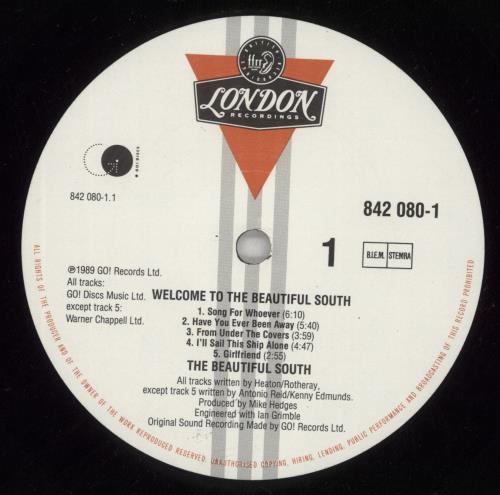 BRITISH
ffrr
LONDON
RECORDINGS
GO! DISCS
842 080-1.1
842 080-1
1
B.I.E.M. STEMRA
℗1989 GO! Records Ltd.
All tracks:
GO! Discs Music Ltd.
except track 5:
Warner Chappell Ltd.
WELCOME TO THE BEAUTIFUL SOUTH
1. Song For Whoever (6:10)
2. Have You Ever Been Away (5:40)
3. From Under The Covers (3:59)
4. I'll Sail This Ship Alone (4:47)
5. Girlfriend (2:55)
THE BEAUTIFUL SOUTH
All tracks written by Heaton/Rotheray,
except track 5 written by Antonio Reid/Kenny Edmunds.
Produced by Mike Hedges
Engineered with Ian Grimble
Original Sound Recording Made by GO! Records Ltd.
ALL RIGHTS OF THE PRODUCER AND OF THE OWNER OF THE WORK REPRODUCED RESERVED. UNAUTHORISED COPYING, HIRING, LENDING, PUBLIC PERFORMANCE AND BROADCASTING OF THIS RECORD PROHIBITED